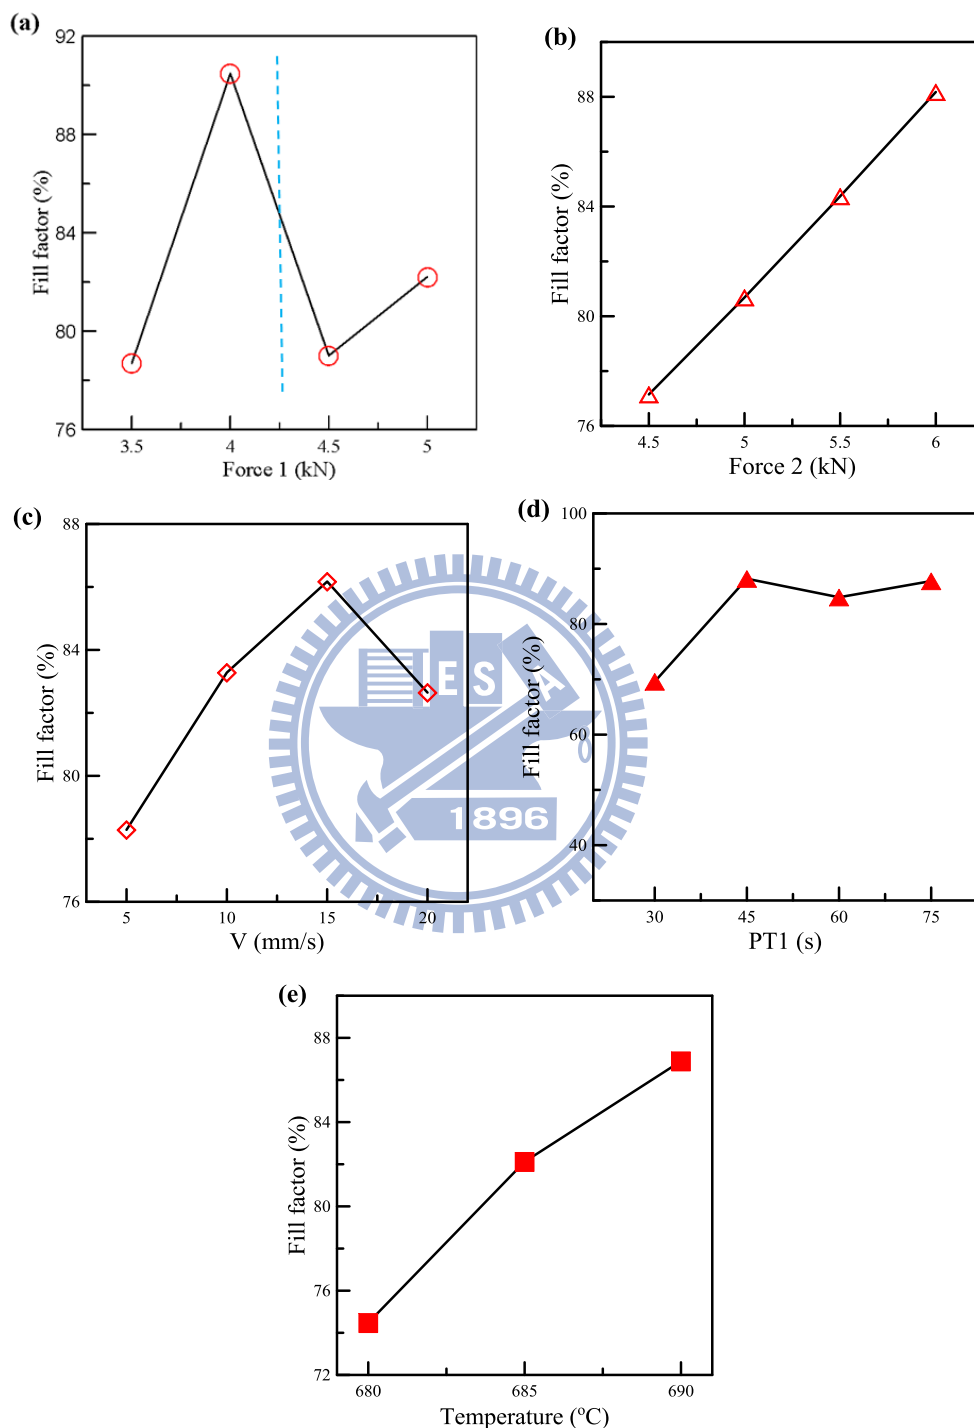 (a)
92
88
84
80
76
Fill factor (%)
3.5 4 4.5 5
Force 1 (kN)
(b)
88
84
80
76
Fill factor (%)
4.5 5 5.5 6
Force 2 (kN)
(c)
88
84
80
76
Fill factor (%)
5 10 15 20
V (mm/s)
(d)
100
80
60
40
Fill factor (%)
30 45 60 75
PT1 (s)
E S A
1896
(e)
88
84
80
76
72
Fill factor (%)
680 685 690
Temperature (ºC)